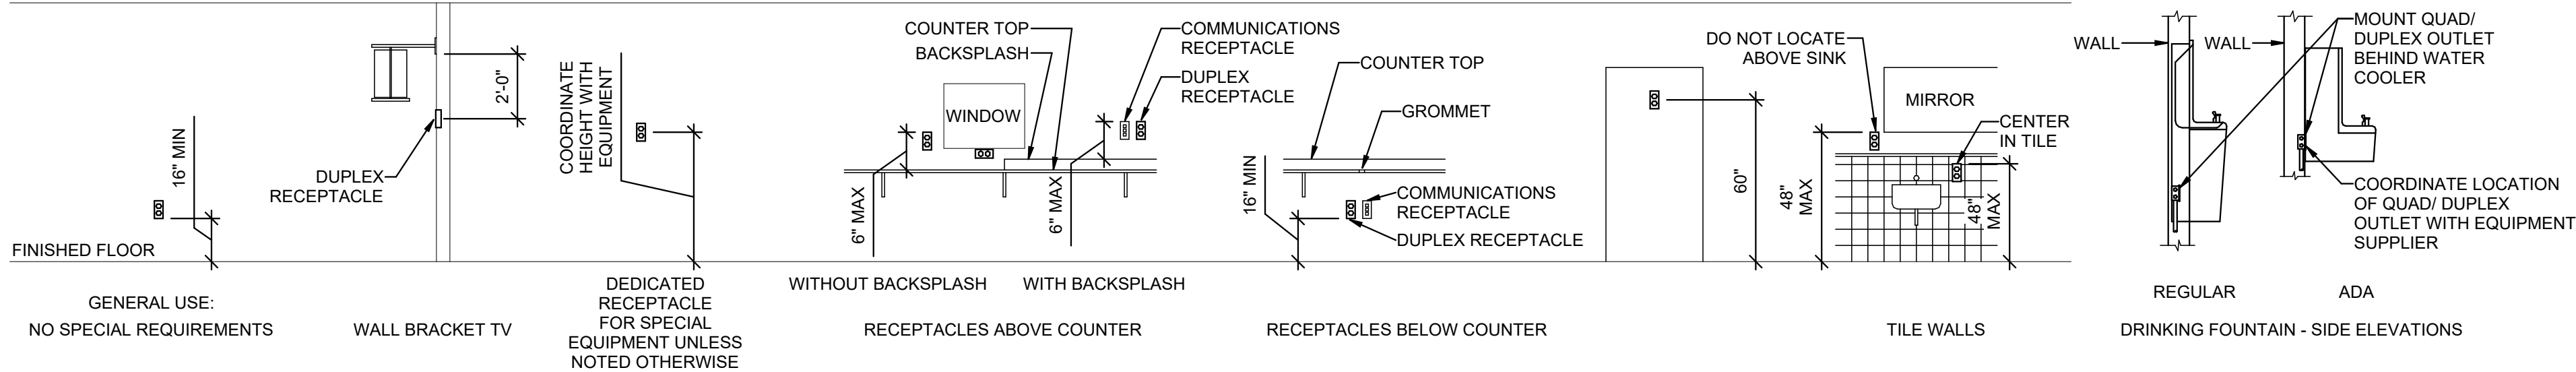 16" MIN
FINISHED FLOOR
GENERAL USE:
NO SPECIAL REQUIREMENTS
2'-0"
DUPLEX
RECEPTACLE
WALL BRACKET TV
COORDINATE
HEIGHT WITH
EQUIPMENT
DEDICATED
RECEPTACLE
FOR SPECIAL
EQUIPMENT UNLESS
NOTED OTHERWISE
COUNTER TOP
BACKSPLASH
COMMUNICATIONS
RECEPTACLE
DUPLEX
RECEPTACLE
WINDOW
6" MAX
6" MAX
WITHOUT BACKSPLASH
WITH BACKSPLASH
RECEPTACLES ABOVE COUNTER
COUNTER TOP
GROMMET
16" MIN
COMMUNICATIONS
RECEPTACLE
DUPLEX RECEPTACLE
RECEPTACLES BELOW COUNTER
60"
DO NOT LOCATE
ABOVE SINK
MIRROR
CENTER
IN TILE
48"
MAX
48"
MAX
TILE WALLS
WALL
WALL
MOUNT QUAD/
DUPLEX OUTLET
BEHIND WATER
COOLER
COORDINATE LOCATION
OF QUAD/ DUPLEX
OUTLET WITH EQUIPMENT
SUPPLIER
REGULAR
ADA
DRINKING FOUNTAIN - SIDE ELEVATIONS